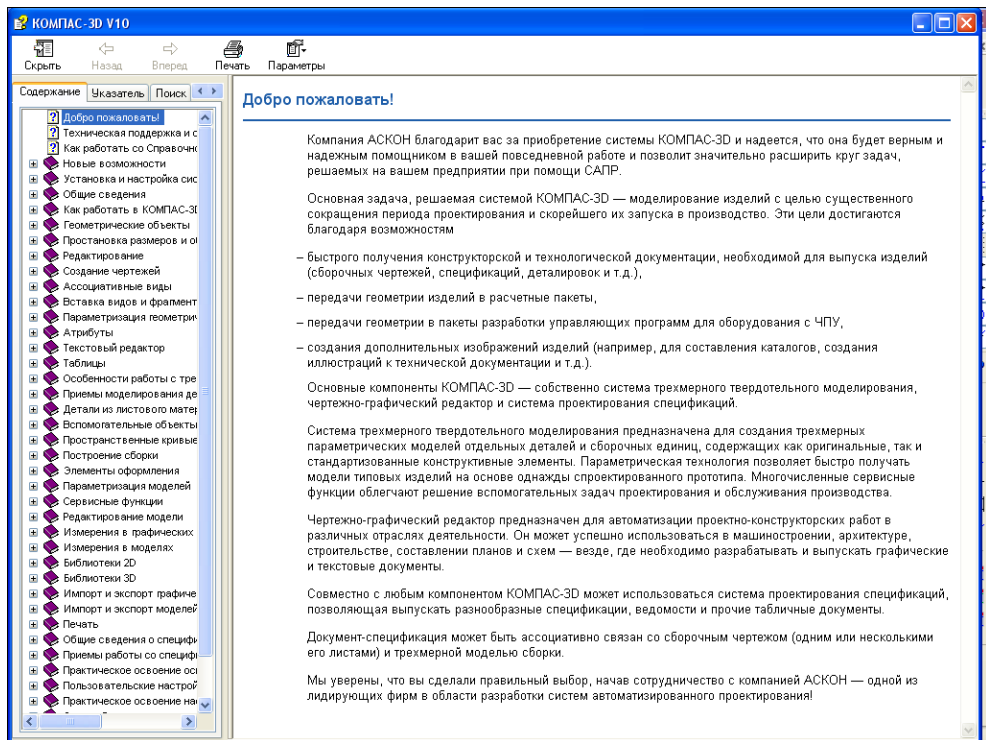 КОМПАС-3D V10
Скрыть Назад Вперед Печать Параметры
Содержание Указатель Поиск
Добро пожаловать!
Техническая поддержка и с
Как работать со Справочно
Новые возможности
Установка и настройка сис
Общие сведения
Как работать в КОМПАС-3D
Геометрические объекты
Простановка размеров и о
Редактирование
Создание чертежей
Ассоциативные виды
Вставка видов и фрагмент
Параметризация геометрич
Атрибуты
Текстовый редактор
Таблицы
Особенности работы с тре
Приемы моделирования де
Детали из листового матер
Вспомогательные объекты
Пространственные кривые
Построение сборки
Элементы оформления
Параметризация моделей
Сервисные функции
Редактирование модели
Измерения в графических
Измерения в моделях
Библиотеки 2D
Библиотеки 3D
Импорт и экспорт графиче
Импорт и экспорт моделей
Печать
Общие сведения о специфи
Приемы работы со специфи
Практическое освоение осн
Пользовательские настрой
Практическое освоение нас
Добро пожаловать!
Компания АСКОН благодарит вас за приобретение системы КОМПАС-3D и надеется, что она будет верным и
надежным помощником в вашей повседневной работе и позволит значительно расширить круг задач,
решаемых на вашем предприятии при помощи САПР.
Основная задача, решаемая системой КОМПАС-3D — моделирование изделий с целью существенного
сокращения периода проектирования и скорейшего их запуска в производство. Эти цели достигаются
благодаря возможностям
– быстрого получения конструкторской и технологической документации, необходимой для выпуска изделий
(сборочных чертежей, спецификаций, деталировок и т.д.),
– передачи геометрии изделий в расчетные пакеты,
– передачи геометрии в пакеты разработки управляющих программ для оборудования с ЧПУ,
– создания дополнительных изображений изделий (например, для составления каталогов, создания
иллюстраций к технической документации и т.д.).
Основные компоненты КОМПАС-3D — собственно система трехмерного твердотельного моделирования,
чертежно-графический редактор и система проектирования спецификаций.
Система трехмерного твердотельного моделирования предназначена для создания трехмерных
параметрических моделей отдельных деталей и сборочных единиц, содержащих как оригинальные, так и
стандартизованные конструктивные элементы. Параметрическая технология позволяет быстро получать
модели типовых изделий на основе однажды спроектированного прототипа. Многочисленные сервисные
функции облегчают решение вспомогательных задач проектирования и обслуживания производства.
Чертежно-графический редактор предназначен для автоматизации проектно-конструкторских работ в
различных отраслях деятельности. Он может успешно использоваться в машиностроении, архитектуре,
строительстве, составлении планов и схем — везде, где необходимо разрабатывать и выпускать графические
и текстовые документы.
Совместно с любым компонентом КОМПАС-3D может использоваться система проектирования спецификаций,
позволяющая выпускать разнообразные спецификации, ведомости и прочие табличные документы.
Документ-спецификация может быть ассоциативно связан со сборочным чертежом (одним или несколькими
его листами) и трехмерной моделью сборки.
Мы уверены, что вы сделали правильный выбор, начав сотрудничество с компанией АСКОН — одной из
лидирующих фирм в области разработки систем автоматизированного проектирования!